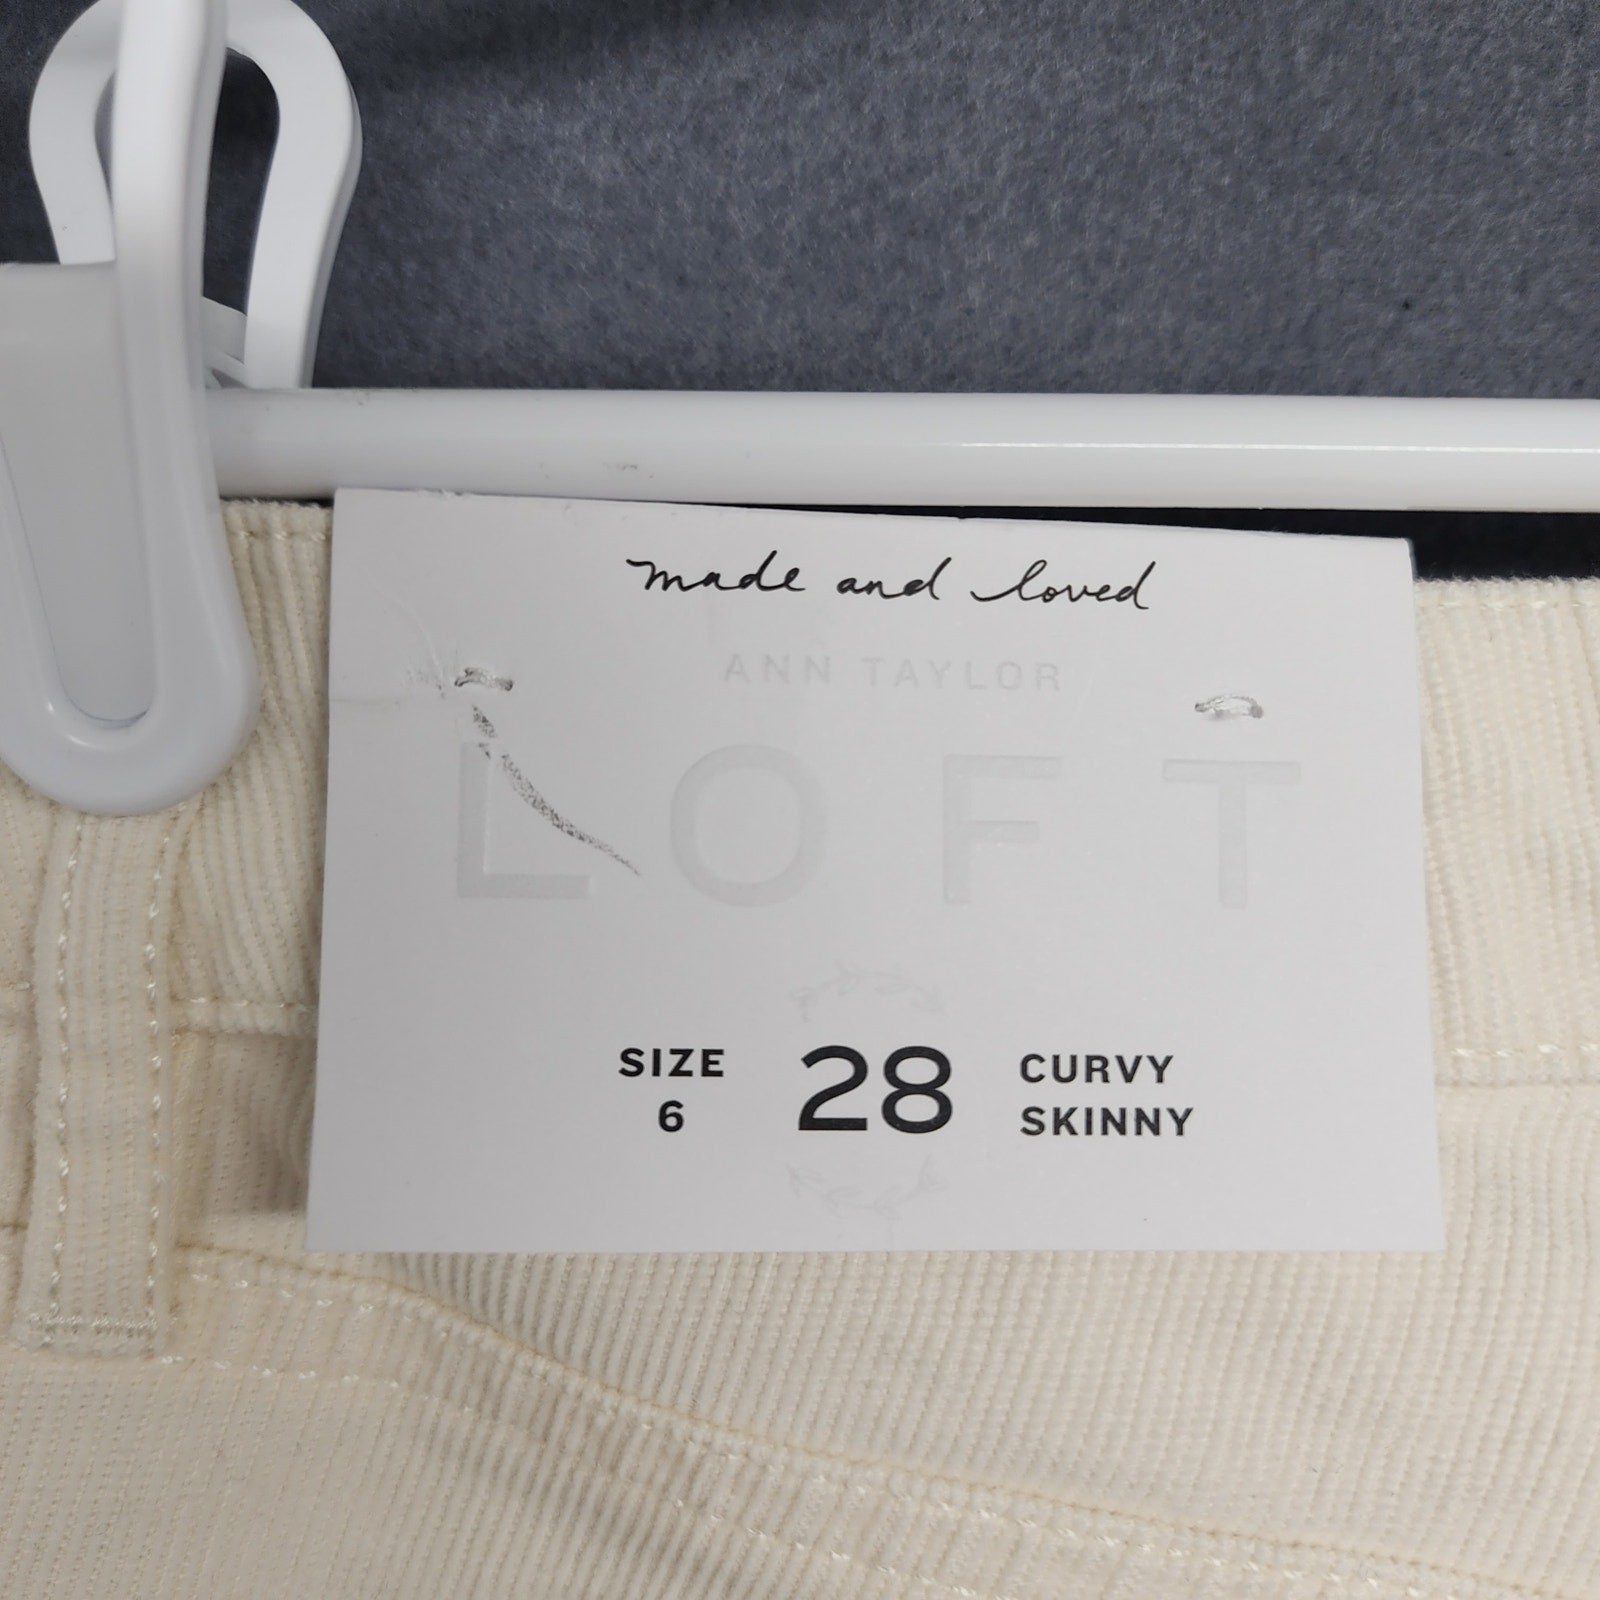 made and loved
ANN TAYLOR
LOFT
SIZE
6
28
CURVY
SKINNY